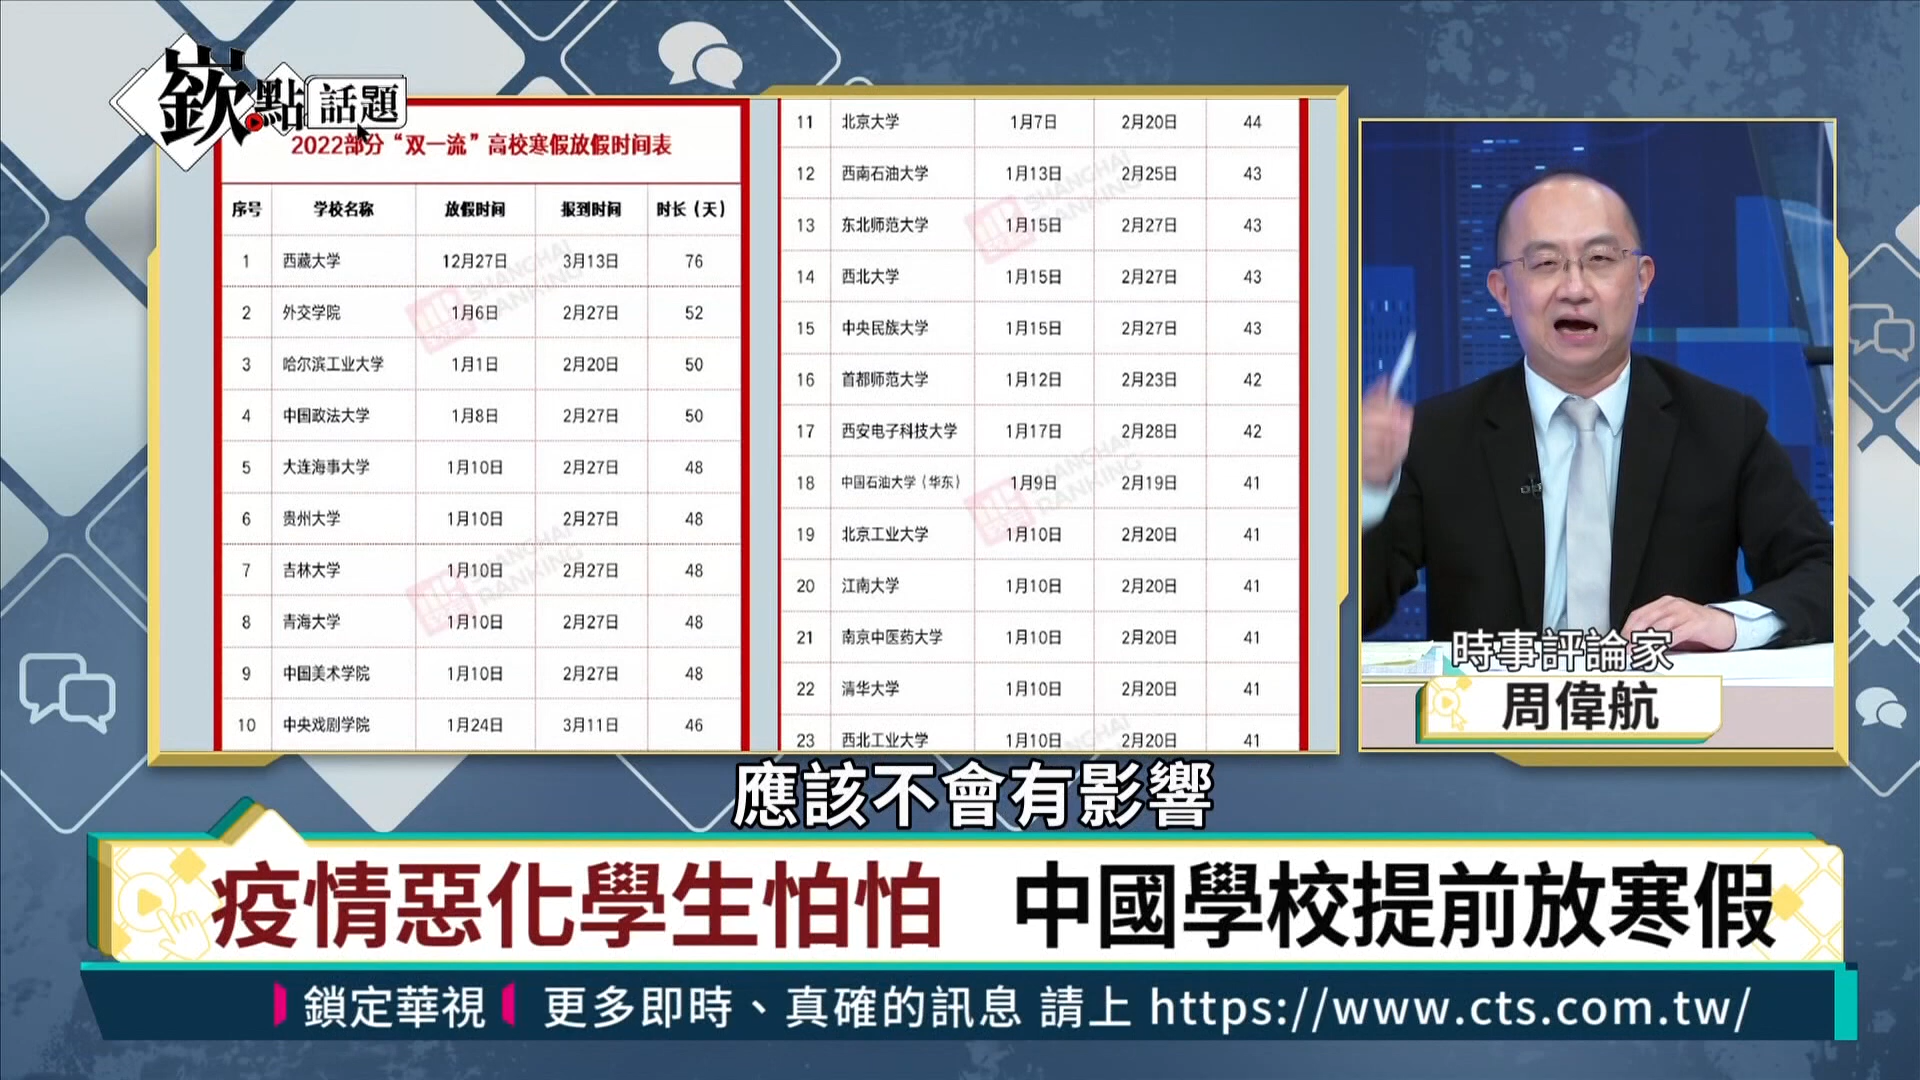 嶔點話題
2022部分“双一流”高校寒假放假时间表
序号 学校名称 放假时间 报到时间 时长（天）
1 西藏大学 12月27日 3月13日 76
2 外交学院 1月6日 2月27日 52
3 哈尔滨工业大学 1月1日 2月20日 50
4 中国政法大学 1月8日 2月27日 50
5 大连海事大学 1月10日 2月27日 48
6 贵州大学 1月10日 2月27日 48
7 吉林大学 1月10日 2月27日 48
8 青海大学 1月10日 2月27日 48
9 中国美术学院 1月10日 2月27日 48
10 中央戏剧学院 1月24日 3月11日 46
11 北京大学 1月7日 2月20日 44
12 西南石油大学 1月13日 2月25日 43
13 东北师范大学 1月15日 2月27日 43
14 西北大学 1月15日 2月27日 43
15 中央民族大学 1月15日 2月27日 43
16 首都师范大学 1月12日 2月23日 42
17 西安电子科技大学 1月17日 2月28日 42
18 中国石油大学（华东） 1月9日 2月19日 41
19 北京工业大学 1月10日 2月20日 41
20 江南大学 1月10日 2月20日 41
21 南京中医药大学 1月10日 2月20日 41
22 清华大学 1月10日 2月20日 41
23 西北工业大学 1月10日 2月20日 41
SHANGHAI
RANKING
SHANGHAI
RANKING
SHANGHAI
RANKING
SHANGHAI
RANKING
時事評論家
周偉航
應該不會有影響
疫情惡化學生怕怕 中國學校提前放寒假
鎖定華視 更多即時、真確的訊息 請上 https://www.cts.com.tw/